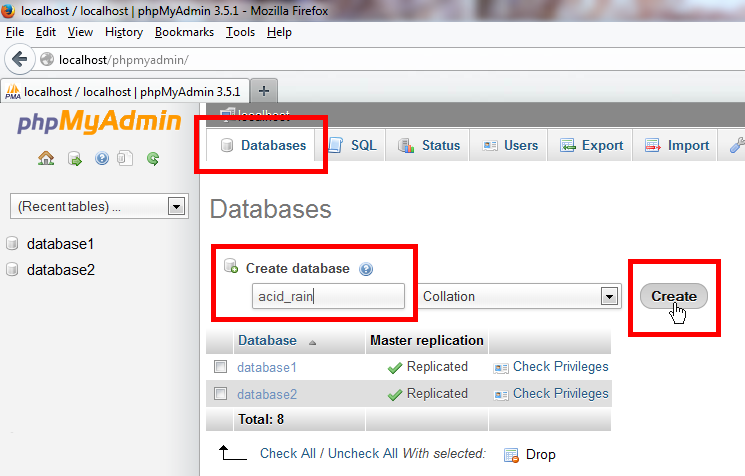 localhost / localhost | phpMyAdmin 3.5.1 - Mozilla Firefox
File Edit View History Bookmarks Tools Help
localhost/phpmyadmin/
PMA localhost / localhost | phpMyAdmin 3.5.1 +
phpMyAdmin
localhost
Databases SQL Status Users Export Import
(Recent tables) ...
database1
database2
Databases
Create database
acid_rain Collation Create
Database Master replication
database1 Replicated Check Privileges
database2 Replicated Check Privileges
Total: 8
Check All / Uncheck All With selected: Drop